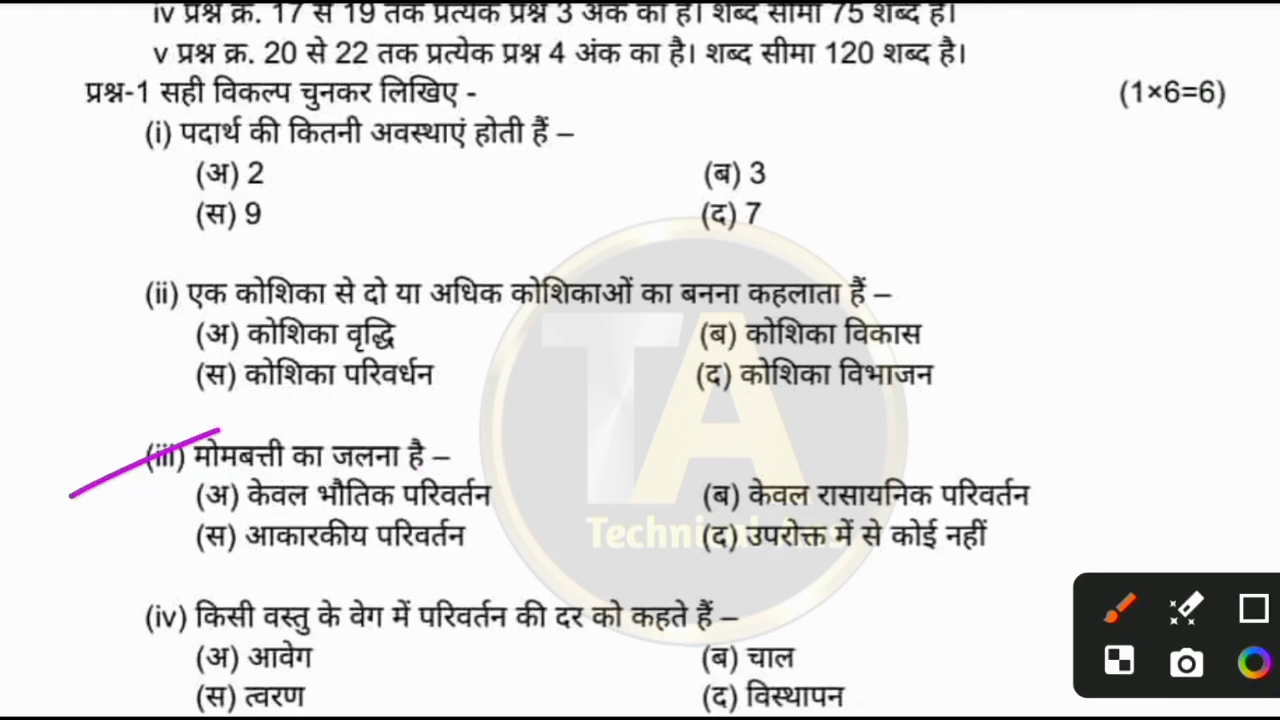 iv प्रश्न क्र. 17 से 19 तक प्रत्येक प्रश्न 3 अंक का है। शब्द सीमा 75 शब्द है।
v प्रश्न क्र. 20 से 22 तक प्रत्येक प्रश्न 4 अंक का है। शब्द सीमा 120 शब्द है।
प्रश्न-1 सही विकल्प चुनकर लिखिए - (1×6=6)
(i) पदार्थ की कितनी अवस्थाएं होती हैं –
(अ) 2 (ब) 3
(स) 9 (द) 7
(ii) एक कोशिका से दो या अधिक कोशिकाओं का बनना कहलाता हैं –
(अ) कोशिका वृद्धि (ब) कोशिका विकास
(स) कोशिका परिवर्धन (द) कोशिका विभाजन
(iii) मोमबत्ती का जलना है –
(अ) केवल भौतिक परिवर्तन (ब) केवल रासायनिक परिवर्तन
(स) आकारकीय परिवर्तन (द) उपरोक्त में से कोई नहीं
(iv) किसी वस्तु के वेग में परिवर्तन की दर को कहते हैं –
(अ) आवेग (ब) चाल
(स) त्वरण (द) विस्थापन
TA